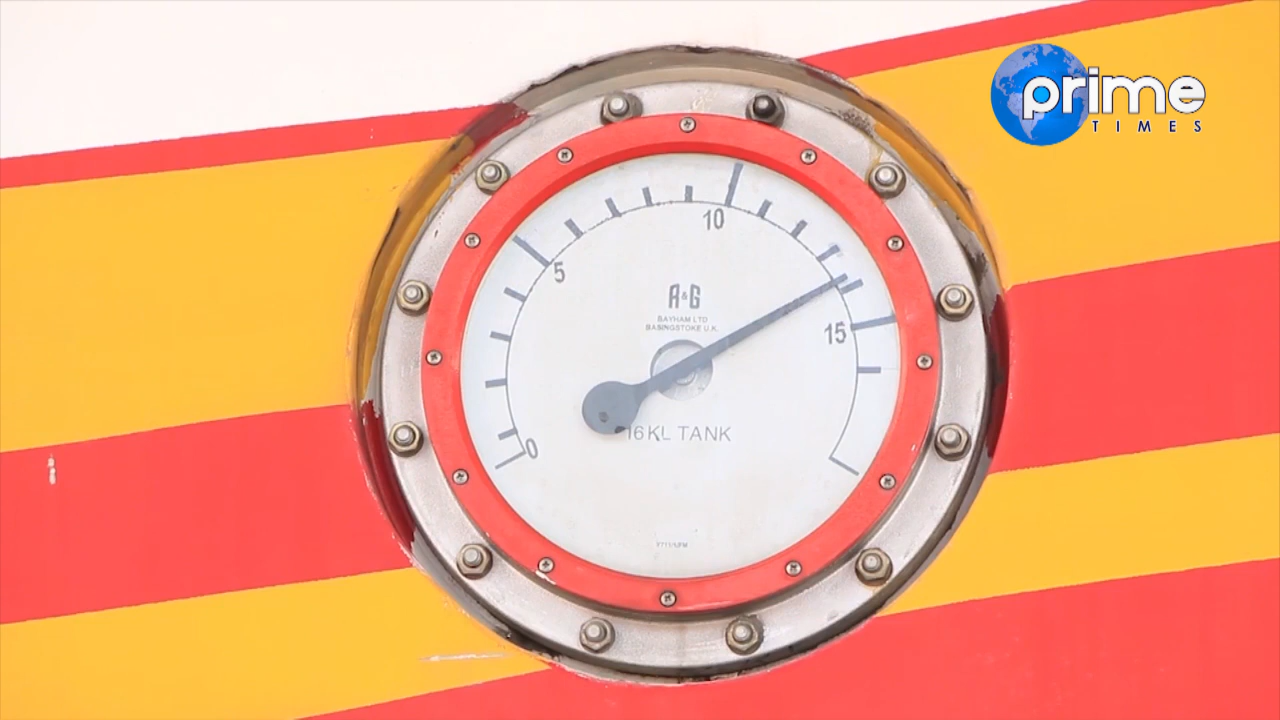 prime
TIMES
10
5
A&G
BAYHAM LTD
BASINGSTOKE U.K.
15
0
16KL TANK